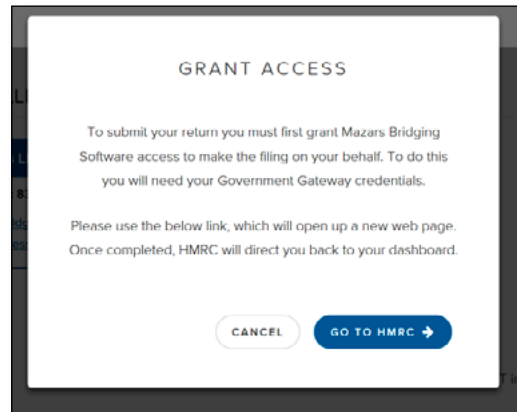 GRANT ACCESS
To submit your return you must first grant Mazars Bridging
Software access to make the filing on your behalf. To do this
you will need your Government Gateway credentials.
Please use the below link, which will open up a new web page.
Once completed, HMRC will direct you back to your dashboard.
CANCEL
GO TO HMRC